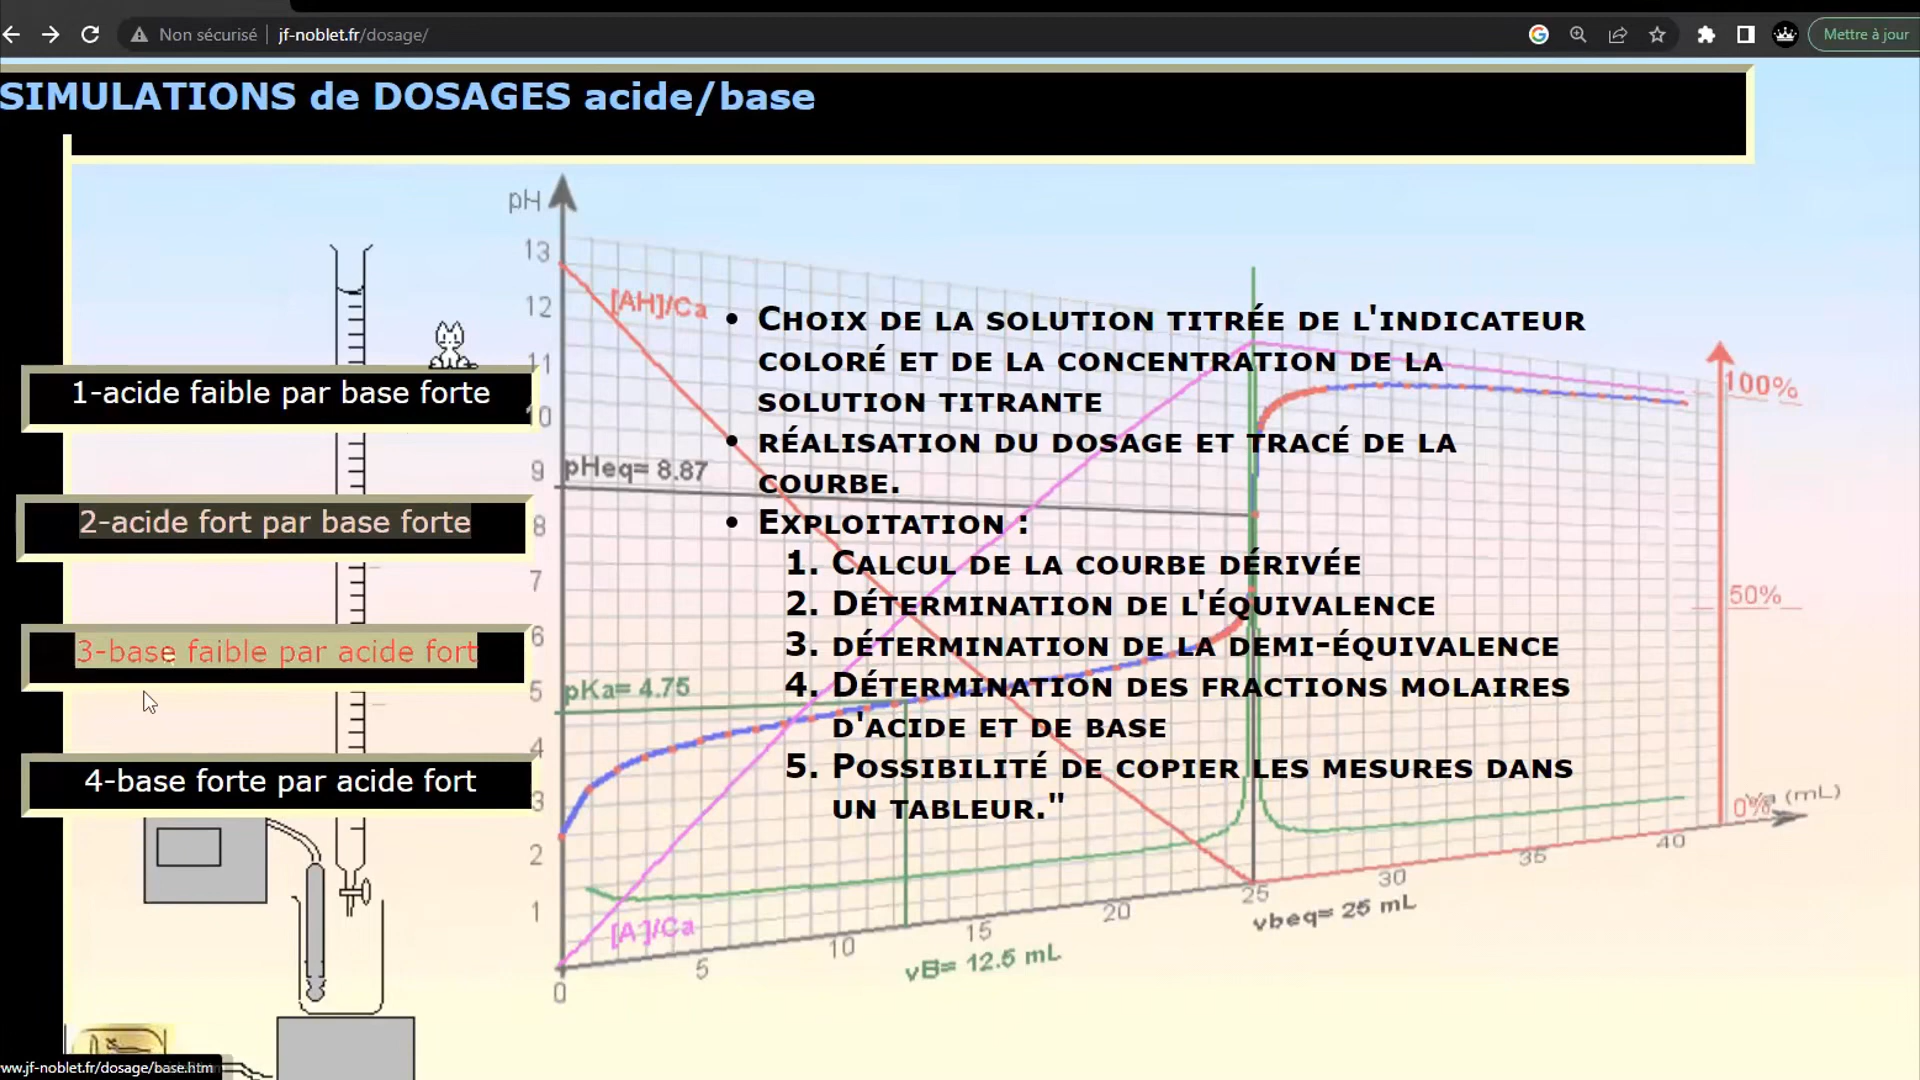 Non sécurisé | jf-noblet.fr/dosage/
Mettre à jour
SIMULATIONS de DOSAGES acide/base
1-acide faible par base forte
2-acide fort par base forte
3-base faible par acide fort
4-base forte par acide fort
pH
13
12
11
10
9
8
7
6
5
4
3
2
1
0
[AH]/Ca
pHeq= 8.87
pKa= 4.75
[A-]/Ca
5
10
15
20
25
30
35
40
vB= 12.5 mL
vbeq= 25 mL
100%
50%
0%
(mL)
• CHOIX DE LA SOLUTION TITRÉE DE L'INDICATEUR
COLORÉ ET DE LA CONCENTRATION DE LA
SOLUTION TITRANTE
• RÉALISATION DU DOSAGE ET TRACÉ DE LA
COURBE.
• EXPLOITATION :
1. CALCUL DE LA COURBE DÉRIVÉE
2. DÉTERMINATION DE L'ÉQUIVALENCE
3. DÉTERMINATION DE LA DEMI-ÉQUIVALENCE
4. DÉTERMINATION DES FRACTIONS MOLAIRES
D'ACIDE ET DE BASE
5. POSSIBILITÉ DE COPIER LES MESURES DANS
UN TABLEUR."
ww.jf-noblet.fr/dosage/base.htm